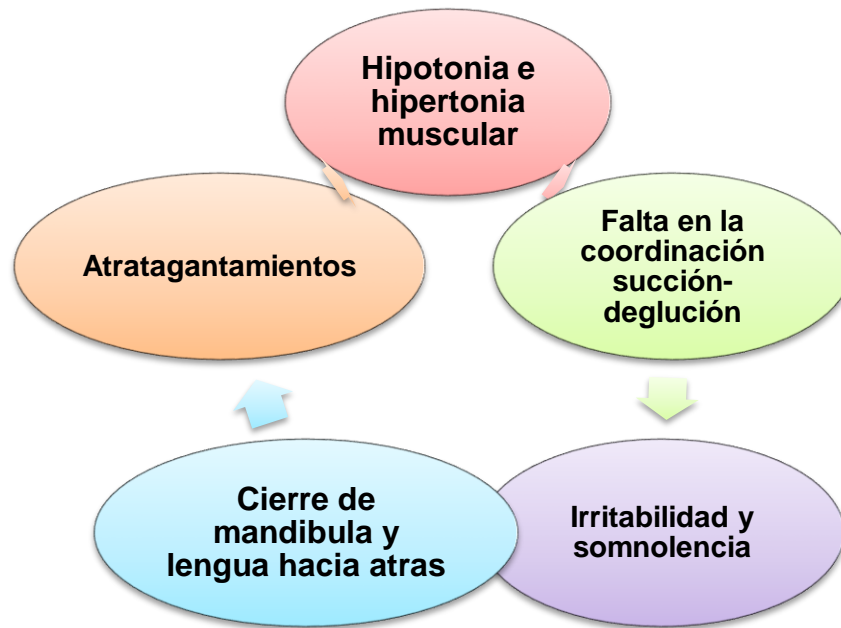 Hipotonia e
hipertonia
muscular
Falta en la
coordinación
succión-
deglución
Irritabilidad y
somnolencia
Cierre de
mandibula y
lengua hacia atras
Atratagantamientos